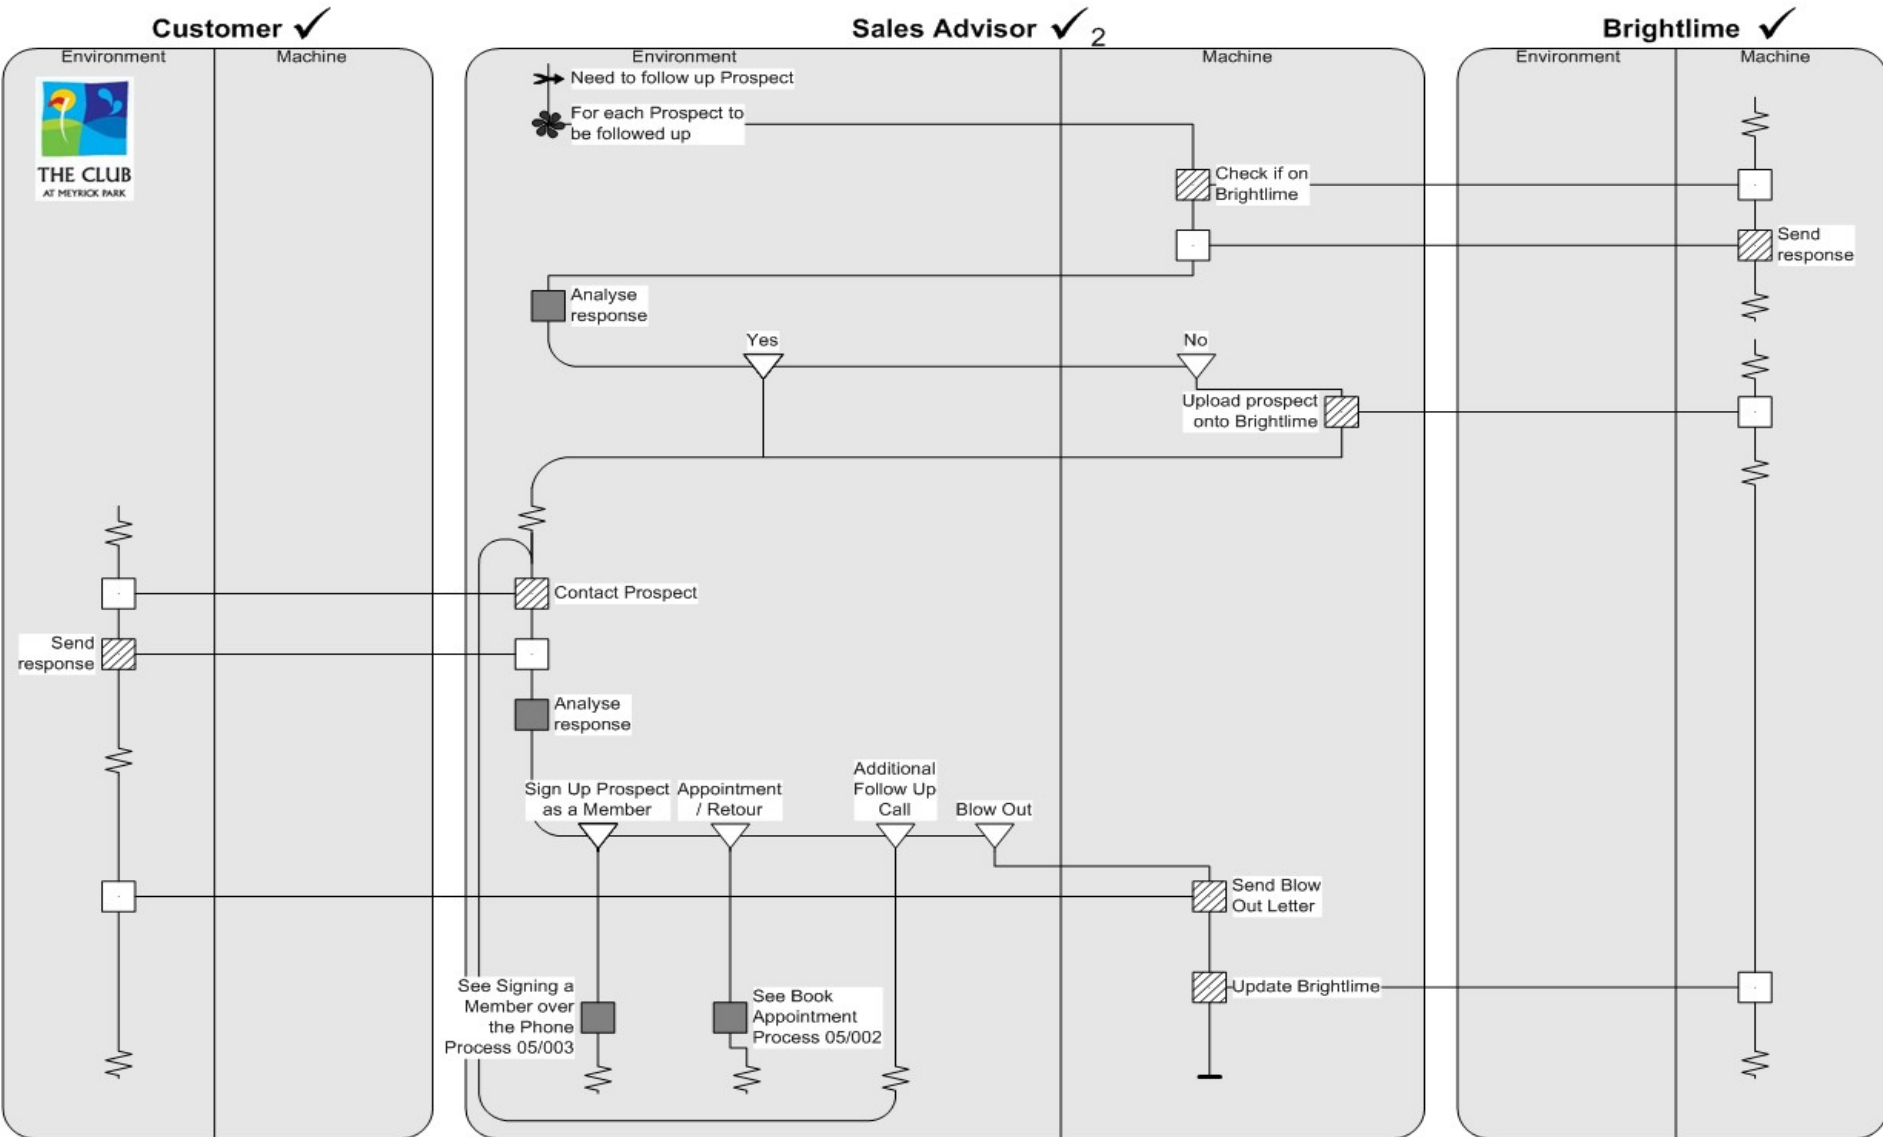 Customer ✓
Sales Advisor ✓ 2
Brightlime ✓
Environment
Machine
Environment
Machine
Environment
Machine
THE CLUB
AT MEYRICK PARK
Need to follow up Prospect
For each Prospect to
be followed up
Check if on
Brightlime
Send
response
Analyse
response
Yes
No
Upload prospect
onto Brightlime
Contact Prospect
Send
response
Analyse
response
Sign Up Prospect
as a Member
Appointment
/ Retour
Additional
Follow Up
Call
Blow Out
Send Blow
Out Letter
See Signing a
Member over
the Phone
Process 05/003
See Book
Appointment
Process 05/002
Update Brightlime